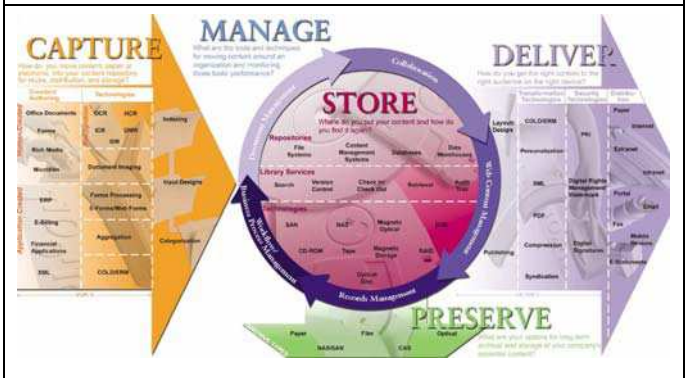 CAPTURE
How do you move content, paper or
electronic, into your content repository
for reuse, distribution, and storage?
Technologies
Office Documents
Forms
Rich Media
Microfilm
ERP
E-Billing
Financial
Applications
XML
Application Created
OCR HCR
ICR OMR
Document Imaging
Forms Processing
E-Forms/Web Forms
Aggregation
COLD/ERM
Indexing
Input Designs
Categorization
MANAGE
What are the tools and techniques
for moving content around an
organization and monitoring
those tools' performance?
Collaboration
Web Content Management
Records Management
Workflow/
Business Process Management
STORE
Where do you put your content and how do
you find it again?
Repositories
File
Systems
Content
Management
Systems
Databases
Data
Warehouses
Library Services
Search
Version
Control
Check In/
Check Out
Retrieval
Audit
Trail
Technologies
SAN
NAS
Magneto
Optical
DVD
CD-ROM
Tape
Magnetic
Storage
RAID
Optical
Disc
DELIVER
How do you get the right content to the
right audience on the right device?
Transformation
Technologies
Security
Technologies
Layout/
Design
Publishing
COLD/ERM
Personalization
XML
PDF
Compression
Syndication
PKI
Digital Rights
Management/
Watermark
Digital
Signatures
Paper
Internet
Extranet
Intranet
Portal
Email
Fax
Mobile
Devices
E-Statements
PRESERVE
What are your options for long-term
archival and storage of your company's
essential content?
Paper
NAS/SAN
Film
CAS
Optical